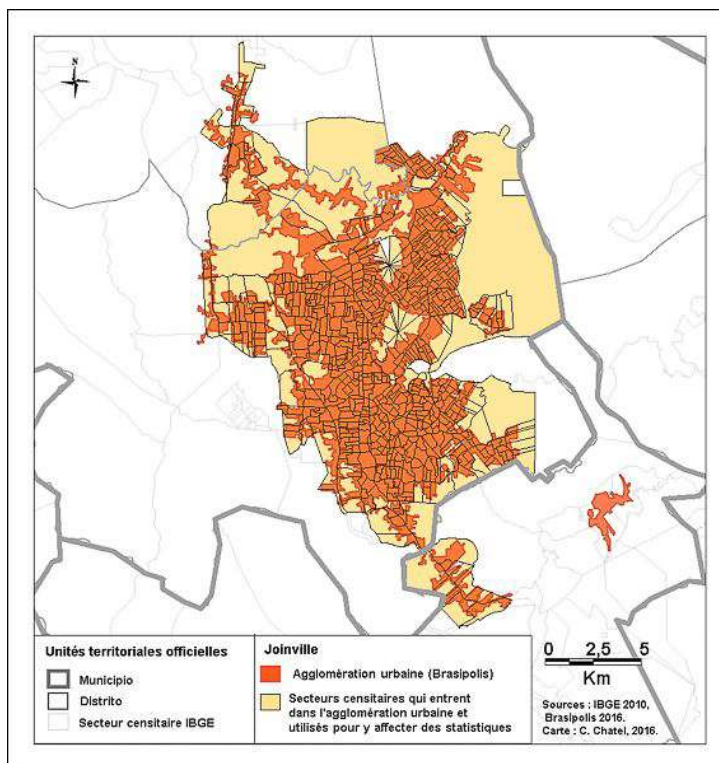 Unités territoriales officielles
Municipio
Distrito
Secteur censitaire IBGE
Joinville
Agglomération urbaine (Brasipolis)
Secteurs censitaires qui entrent
dans l'agglomération urbaine et
utilisés pour y affecter des statistiques
0 2,5 5
Km
Sources : IBGE 2010,
Brasipolis 2016.
Carte : C. Chatel, 2016.